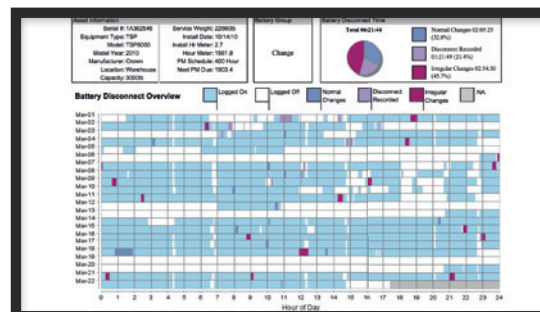 Asset Information
Battery Group
Battery Disconnect Time
Serial #: 1A362546
Equipment Type: TSP
Model: TSP6000
Model Year: 2010
Manufacturer: Crown
Location: Warehouse
Capacity: 3000lb
Service Weight: 22860lb
Install Date: 10/14/10
Install Hr Meter: 2.7
Hour Meter: 1561.8
PM Schedule: 400 Hour
Next PM Due: 1903.4
Change
Total 06:21:44
Normal Changes 02:05:25
(32.8%)
Disconnect Recorded
01:21:49 (21.4%)
Irregular Changes 02:54:30
(45.7%)
Battery Disconnect Overview
Logged On
Logged Off
Normal
Changes
Disconnect
Recorded
Irregular
Changes
NA
Mar-01
Mar-02
Mar-03
Mar-04
Mar-05
Mar-06
Mar-07
Mar-08
Mar-09
Mar-10
Mar-11
Mar-12
Mar-13
Mar-14
Mar-15
Mar-16
Mar-17
Mar-18
Mar-19
Mar-20
Mar-21
Mar-22
0 1 2 3 4 5 6 7 8 9 10 11 12 13 14 15 16 17 18 19 20 21 22 23 24
Hour of Day